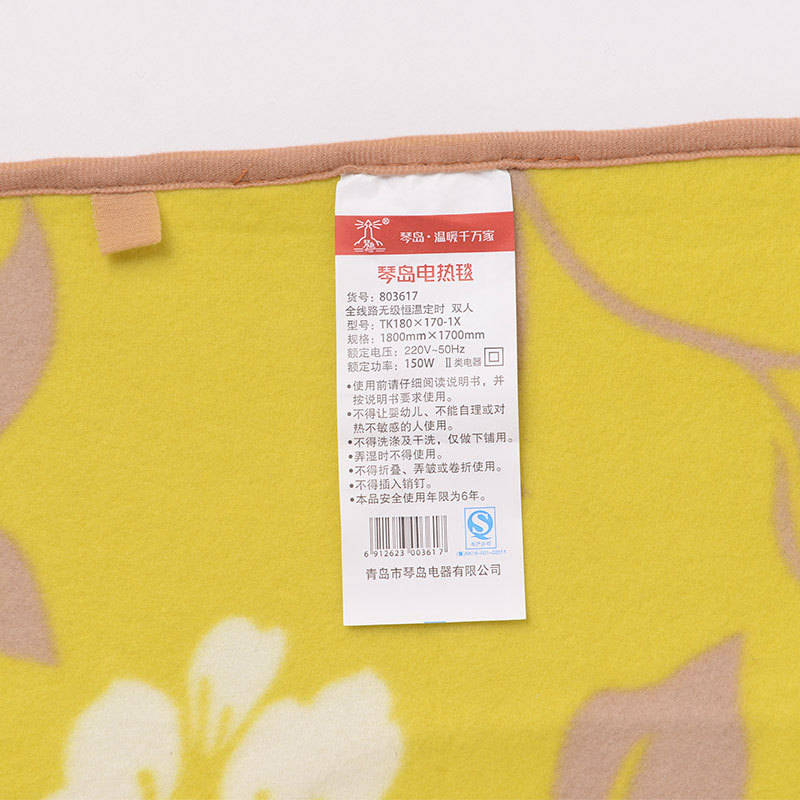 琴岛®
琴岛·温暖千万家
琴岛电热毯
货号：803617
全线路无级恒温定时 双人
型号：TK180×170-1X
规格：1800mm×1700mm
额定电压：220V~50Hz
额定功率：150W Ⅱ类电器
•使用前请仔细阅读说明书，并
按说明书要求使用。
•不得让婴幼儿、不能自理或对
热不敏感的人使用。
•不得洗涤及干洗，仅做下铺用。
•弄湿时不得使用。
•不得折叠、弄皱或卷折使用。
•不得插入销钉。
•本品安全使用年限为6年。
6 912623 003617
青岛市琴岛电器有限公司